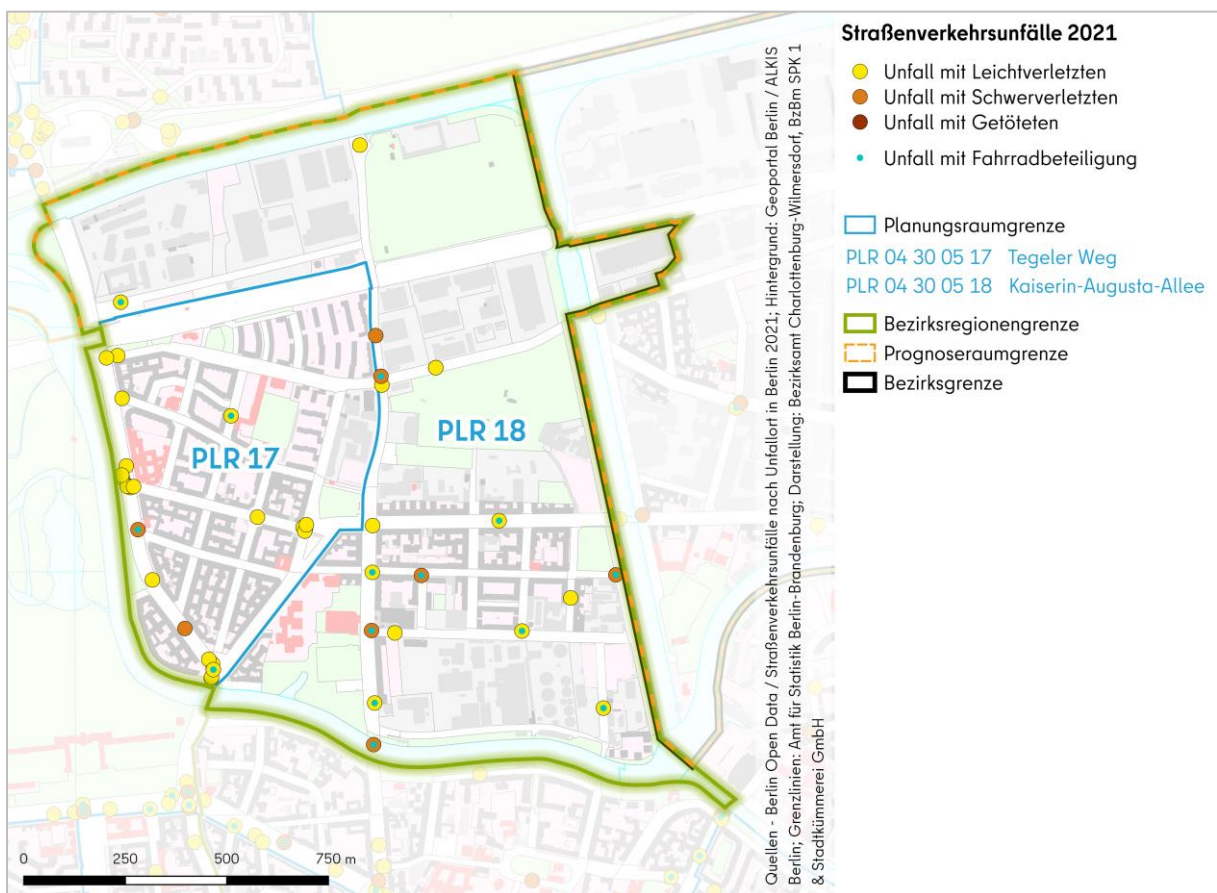 Straßenverkehrsunfälle 2021
Unfall mit Leichtverletzten
Unfall mit Schwerverletzten
Unfall mit Getöteten
Unfall mit Fahrradbeteiligung
Planungsraumgrenze
PLR 04 30 05 17 Tegeler Weg
PLR 04 30 05 18 Kaiserin-Augusta-Allee
Bezirksregionengrenze
Prognoseraumgrenze
Bezirksgrenze
PLR 17
PLR 18
Quellen - Berlin Open Data / Straßenverkehrsunfälle nach Unfallort in Berlin 2021; Hintergrund: Geoportal Berlin / ALKIS
Berlin; Grenzlinien: Amt für Statistik Berlin-Brandenburg; Darstellung: Bezirksamt Charlottenburg-Wilmersdorf, BzBm SPK 1
& Stadtkümmerei GmbH
0 250 500 750 m